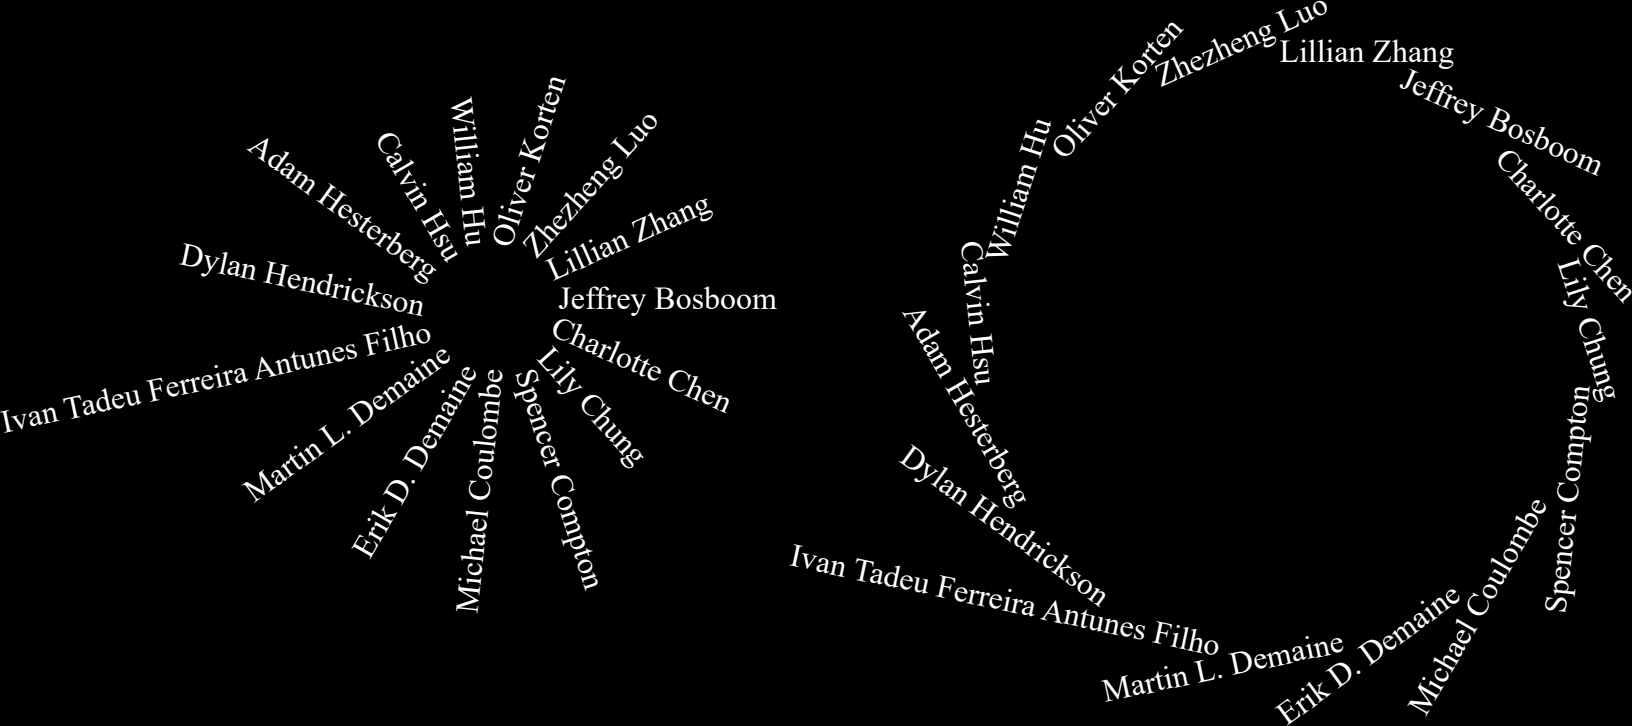 Jeffrey Bosboom
Charlotte Chen
Lily Chung
Spencer Compton
Michael Coulombe
Erik D. Demaine
Martin L. Demaine
Ivan Tadeu Ferreira Antunes Filho
Dylan Hendrickson
Adam Hesterberg
Calvin Hsu
William Hu
Oliver Korten
Zhezheng Luo
Lillian Zhang
Jeffrey Bosboom
Charlotte Chen
Lily Chung
Spencer Compton
Michael Coulombe
Erik D. Demaine
Martin L. Demaine
Ivan Tadeu Ferreira Antunes Filho
Dylan Hendrickson
Adam Hesterberg
Calvin Hsu
William Hu
Oliver Korten
Zhezheng Luo
Lillian Zhang